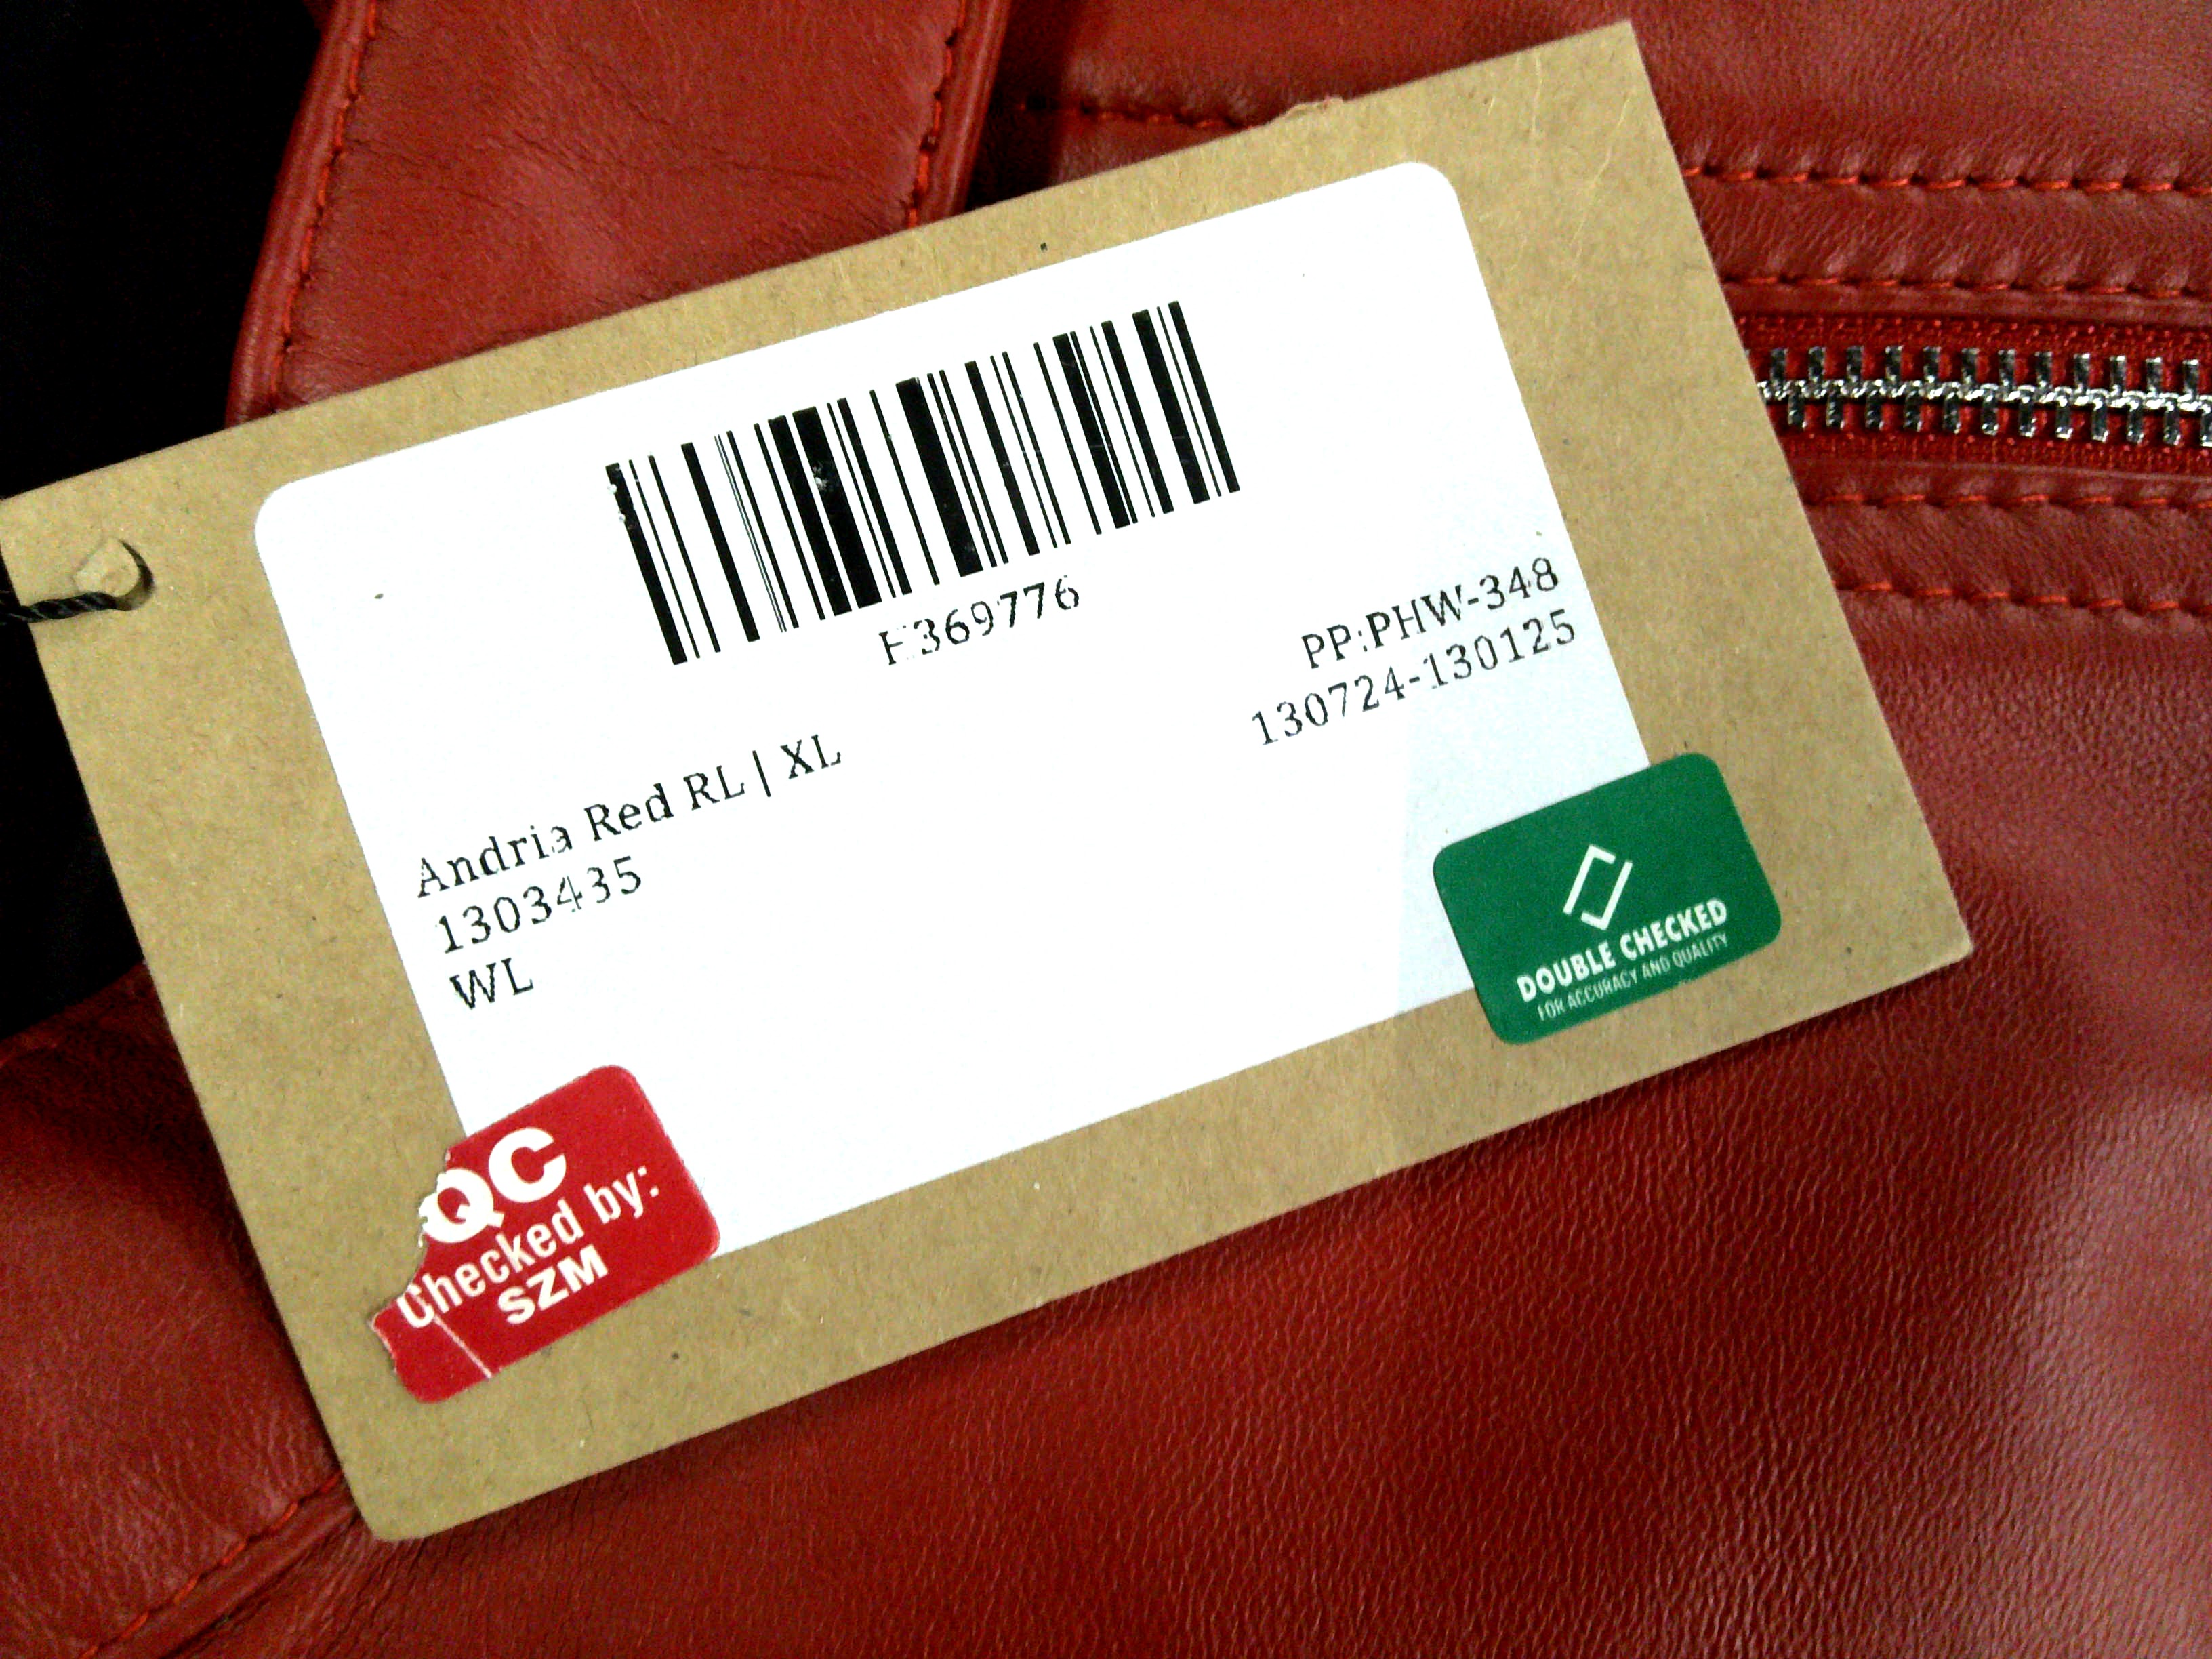 E369776
PP:PHW-348
130724-130125
Andria Red RL | XL
1303435
WL
DOUBLE CHECKED
FOR ACCURACY AND QUALITY
QC
Checked by:
SZM